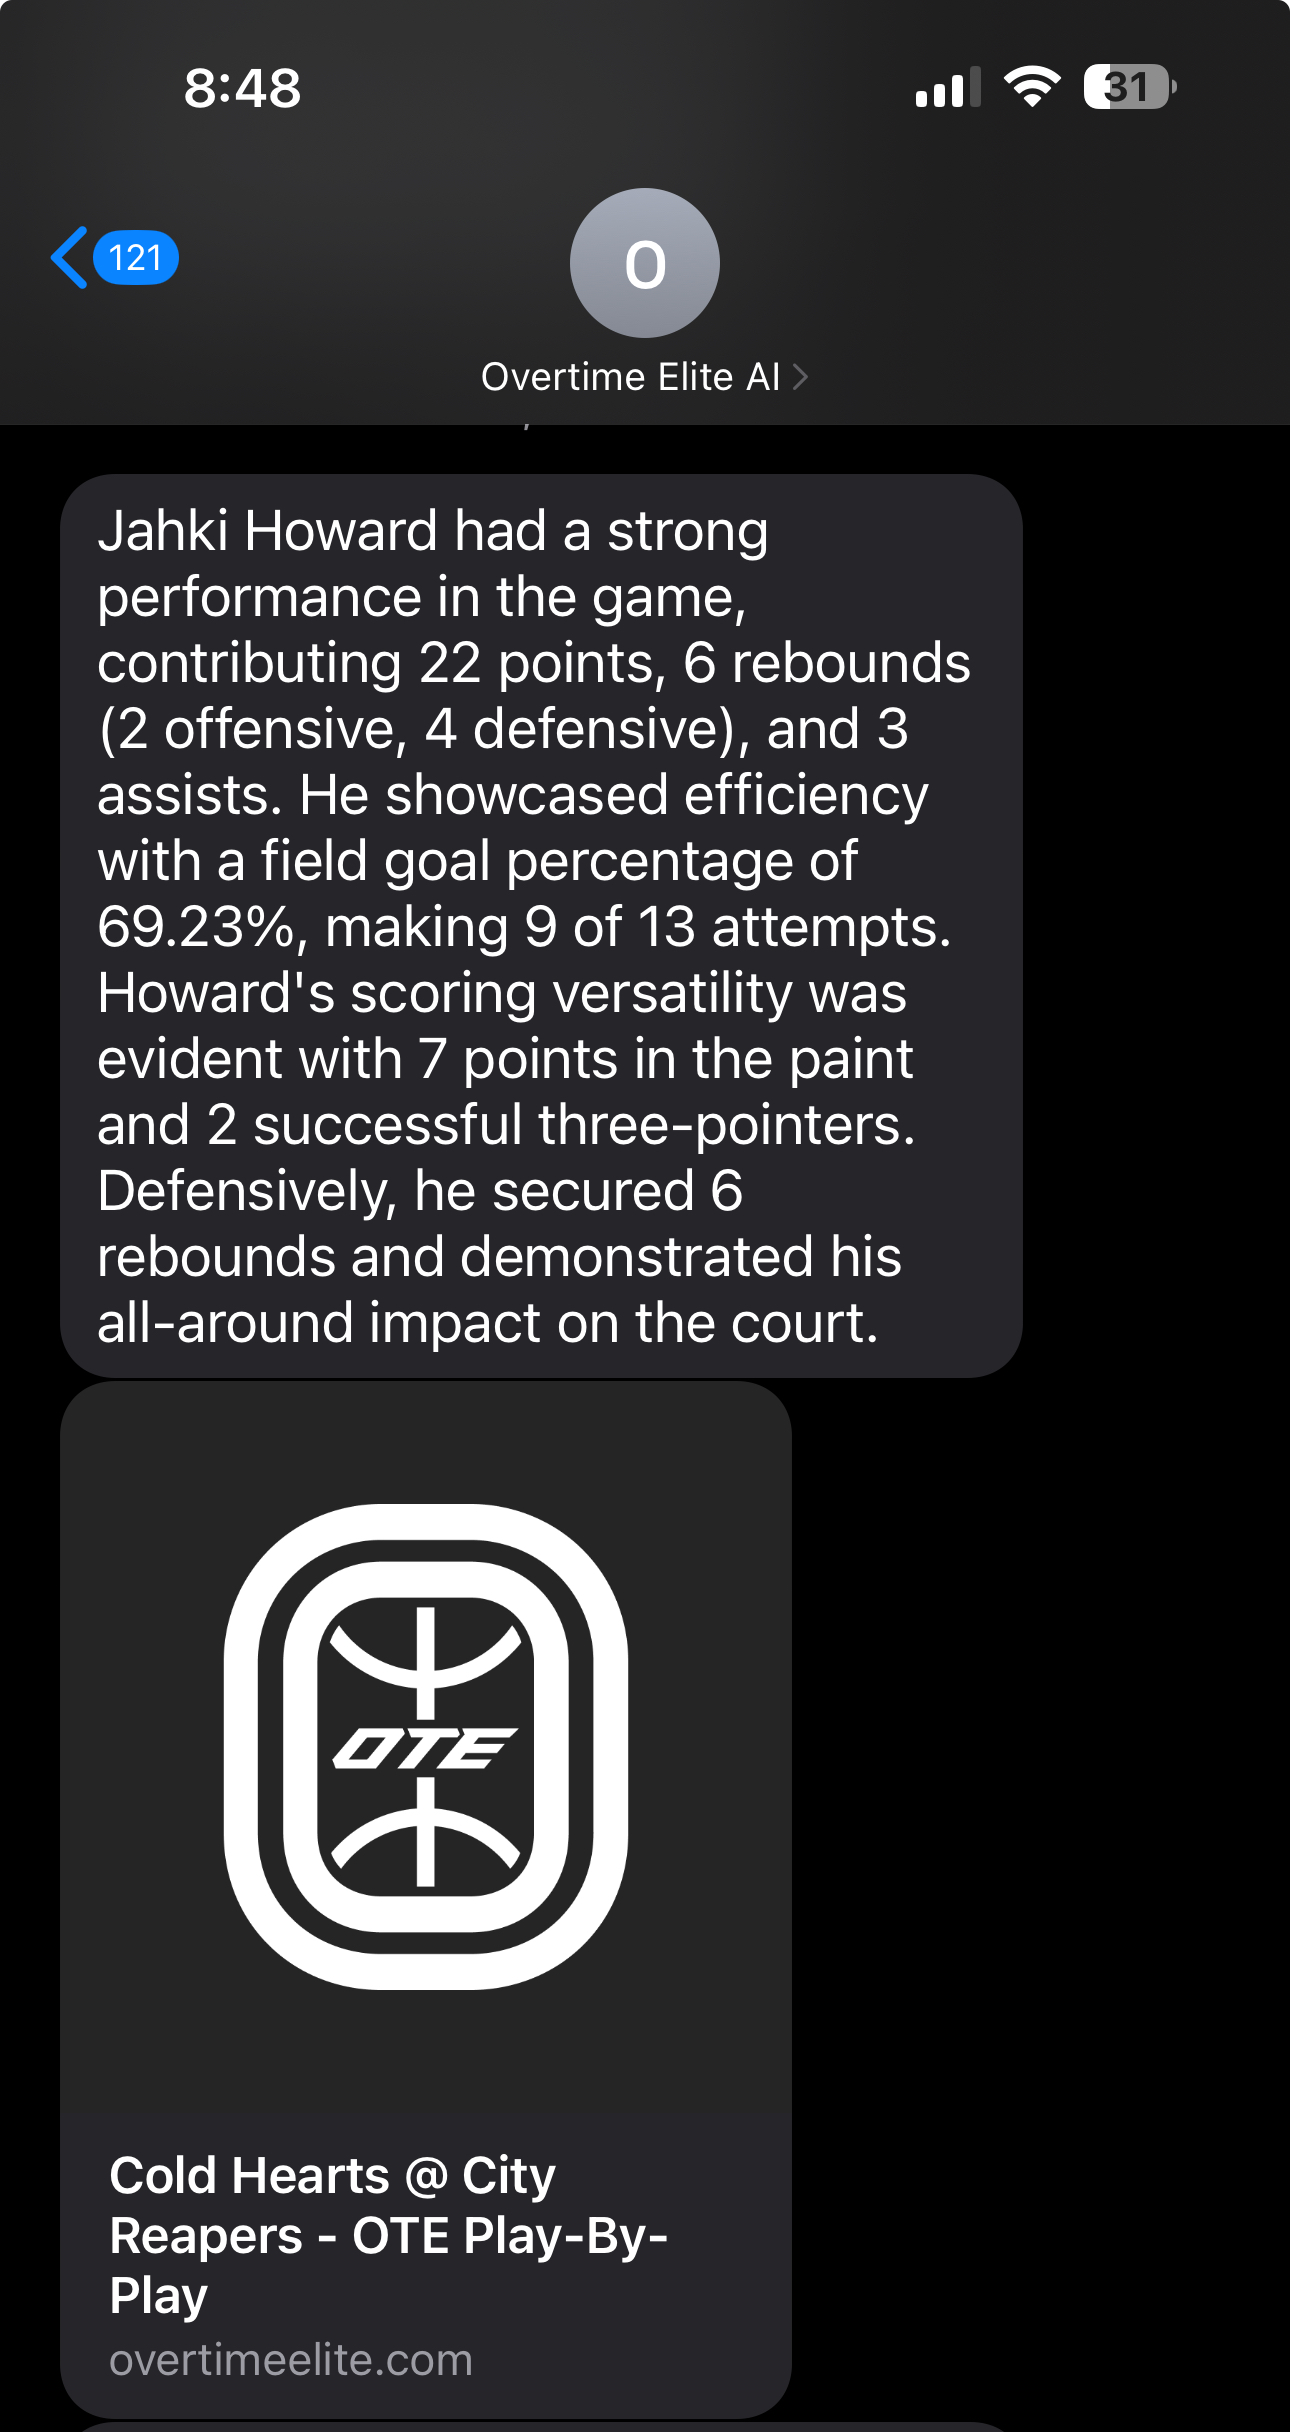 8:48
31
121
O
Overtime Elite AI
Jahki Howard had a strong
performance in the game,
contributing 22 points, 6 rebounds
(2 offensive, 4 defensive), and 3
assists. He showcased efficiency
with a field goal percentage of
69.23%, making 9 of 13 attempts.
Howard's scoring versatility was
evident with 7 points in the paint
and 2 successful three-pointers.
Defensively, he secured 6
rebounds and demonstrated his
all-around impact on the court.
OTE
Cold Hearts @ City
Reapers - OTE Play-By-
Play
overtimeelite.com